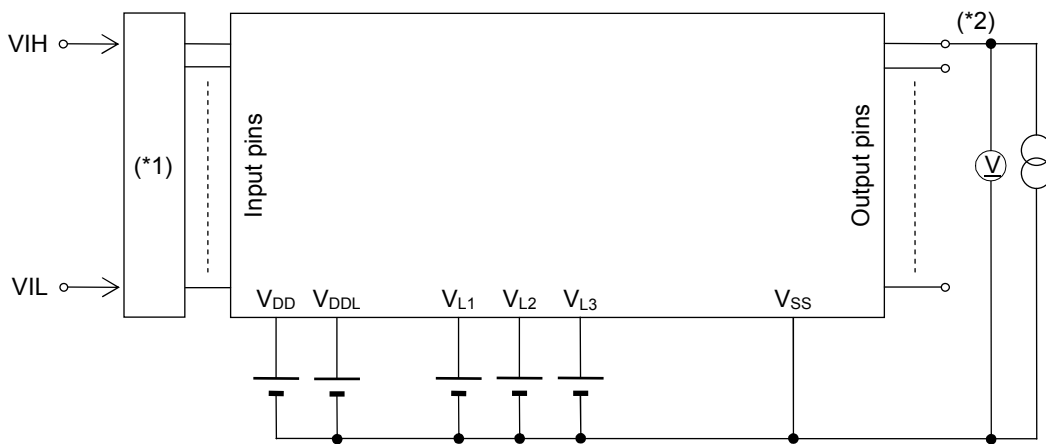 (*2)
VIH
(*1)
Input pins
Output pins
V
VIL
VDD
VDDL
VL1
VL2
VL3
VSS